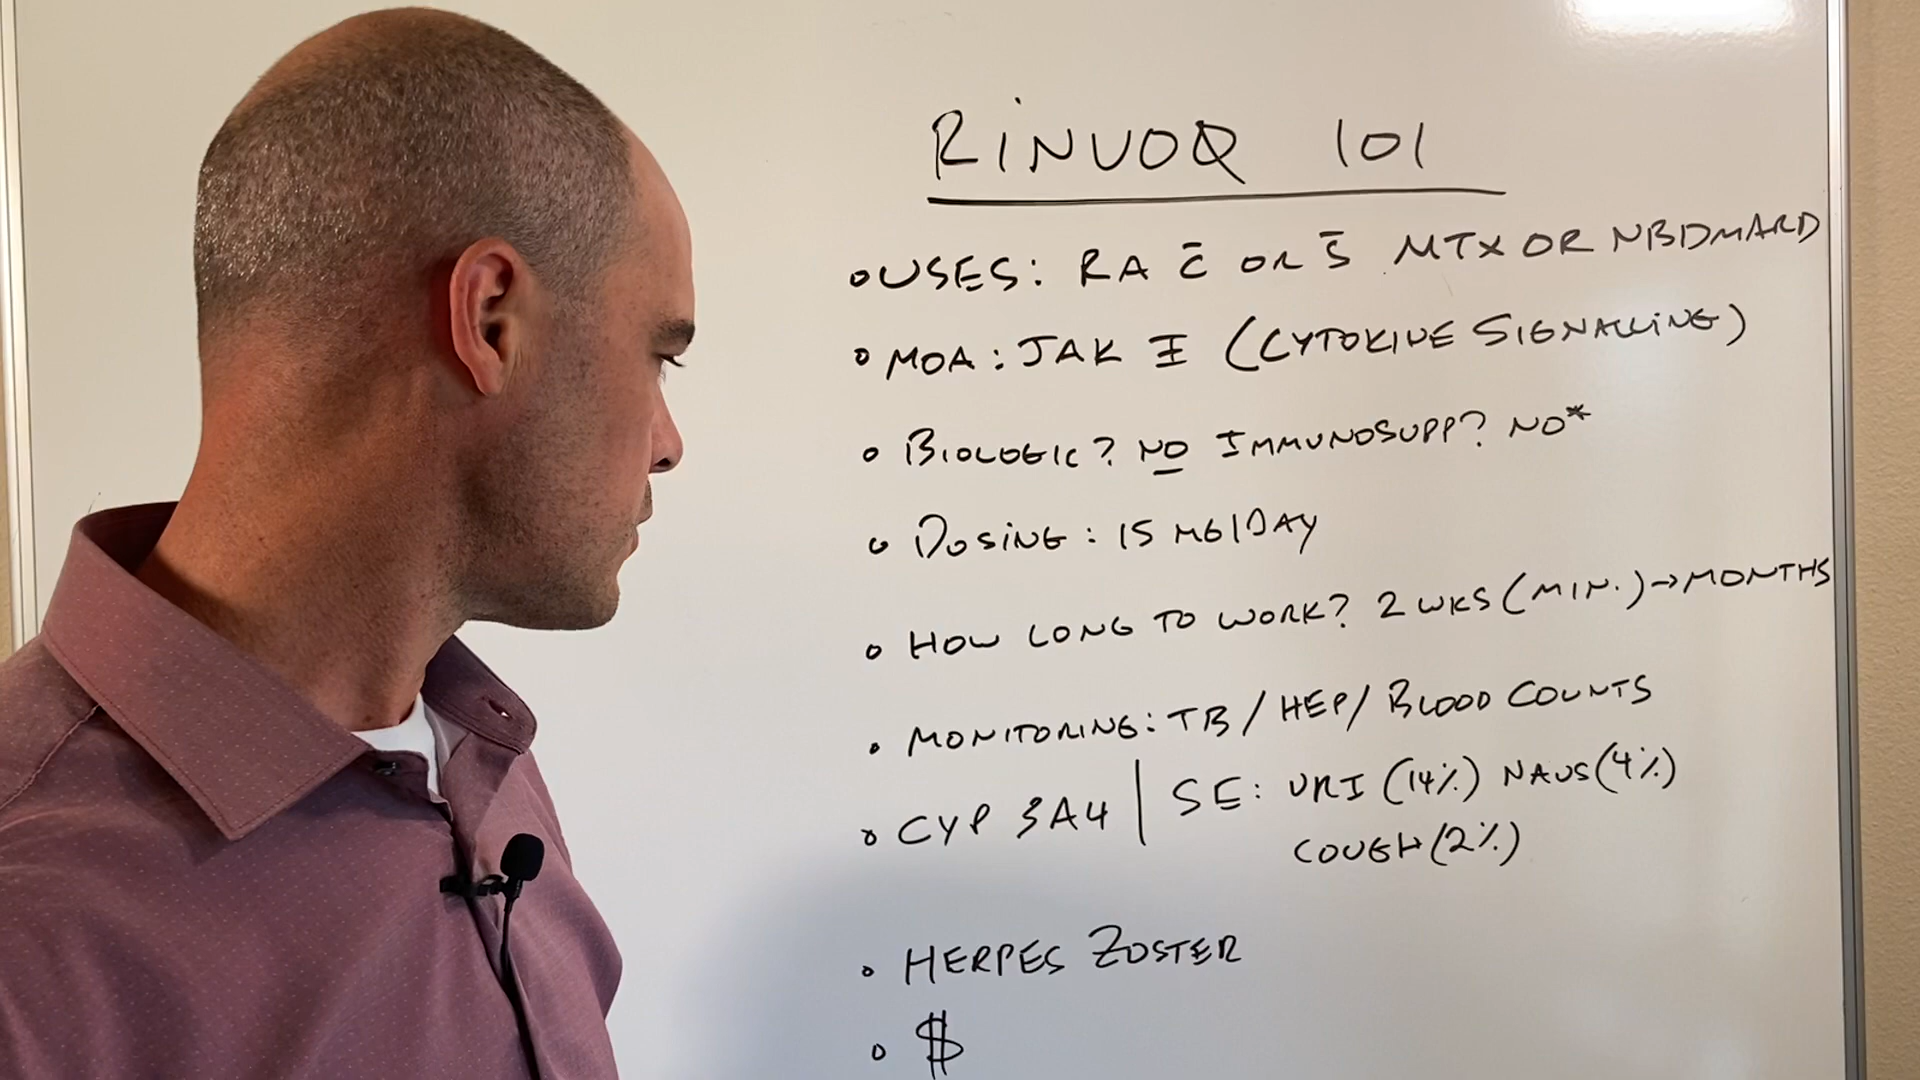 RINVOQ 101
• USES: RA c̄ OR s̄ MTX OR NBDMARD
• MOA: JAK I (CYTOKINE SIGNALLING)
• BIOLOGIC? NO IMMUNOSUPP? NO*
• DOSING: 15 MG/DAY
• HOW LONG TO WORK? 2 WKS (MIN.) → MONTHS
• MONITORING: TB / HEP / BLOOD COUNTS
• CYP 3A4 | SE: URI (14%) NAUS (4%)
COUGH (2%)
• HERPES ZOSTER
• $